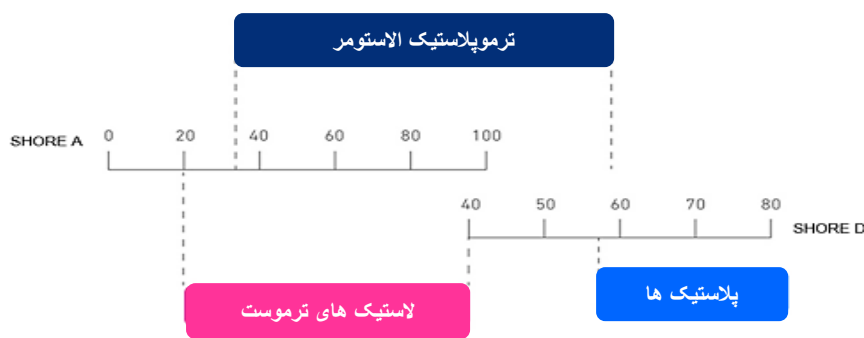 ترموپلاستیک الاستومر
SHORE A 0 20 40 60 80 100
40 50 60 70 80 SHORE D
لاستیک های ترموست
پلاستیک ها